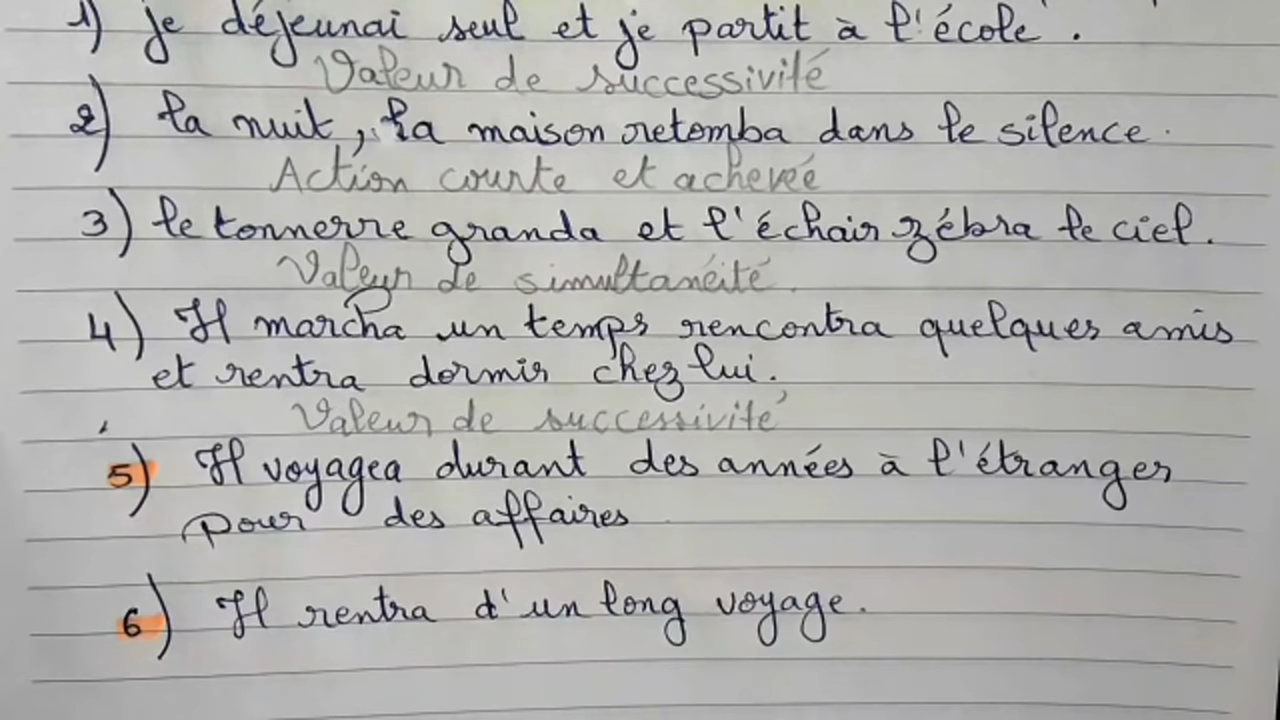 1) je déjeunai seul et je partit à l'école.
Valeur de successivité
2) la nuit, la maison retomba dans le silence.
Action courte et achevée
3) le tonnerre granda et l'échair zébra le ciel.
Valeur de simultanéité.
4) Il marcha un temps rencontra quelques amis
et rentra dormir chez lui.
Valeur de successivité
5) Il voyagea durant des années à l'étranger
pour des affaires
6) Il rentra d'un long voyage.